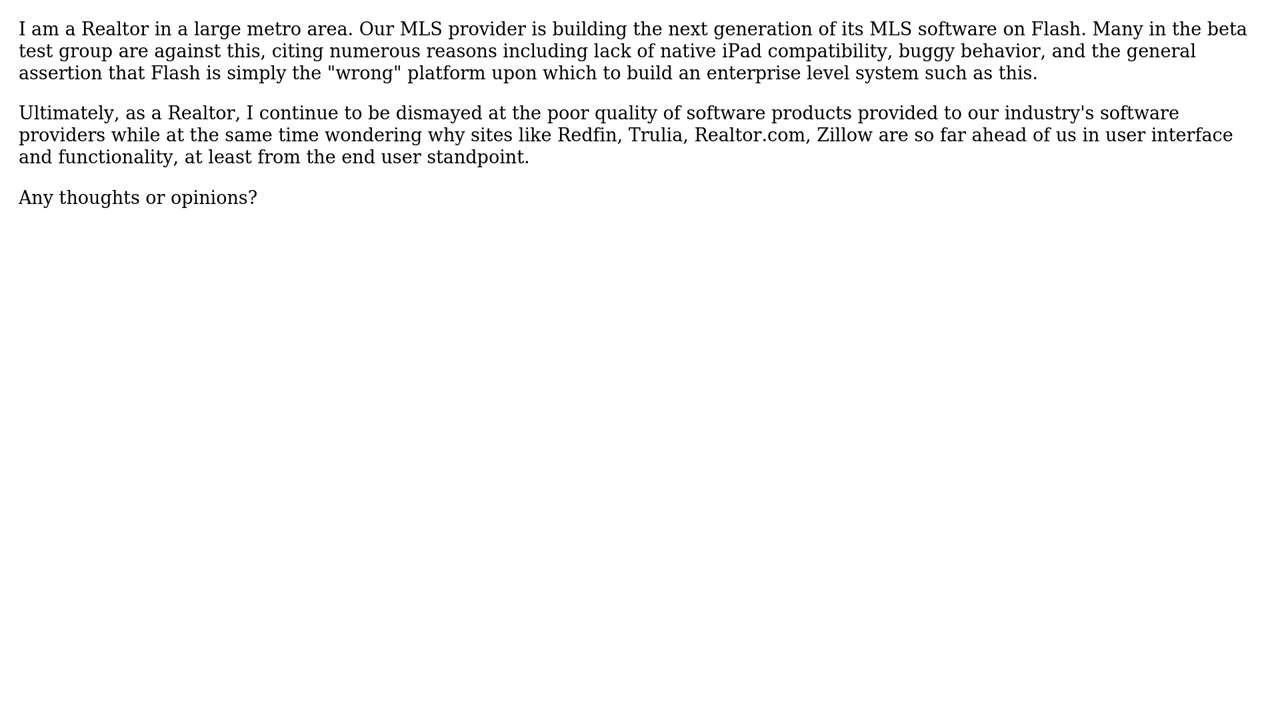 I am a Realtor in a large metro area. Our MLS provider is building the next generation of its MLS software on Flash. Many in the beta
test group are against this, citing numerous reasons including lack of native iPad compatibility, buggy behavior, and the general
assertion that Flash is simply the "wrong" platform upon which to build an enterprise level system such as this.
Ultimately, as a Realtor, I continue to be dismayed at the poor quality of software products provided to our industry's software
providers while at the same time wondering why sites like Redfin, Trulia, Realtor.com, Zillow are so far ahead of us in user interface
and functionality, at least from the end user standpoint.
Any thoughts or opinions?